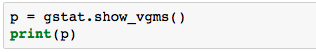 p = gstat.show_vgms()
print(p)